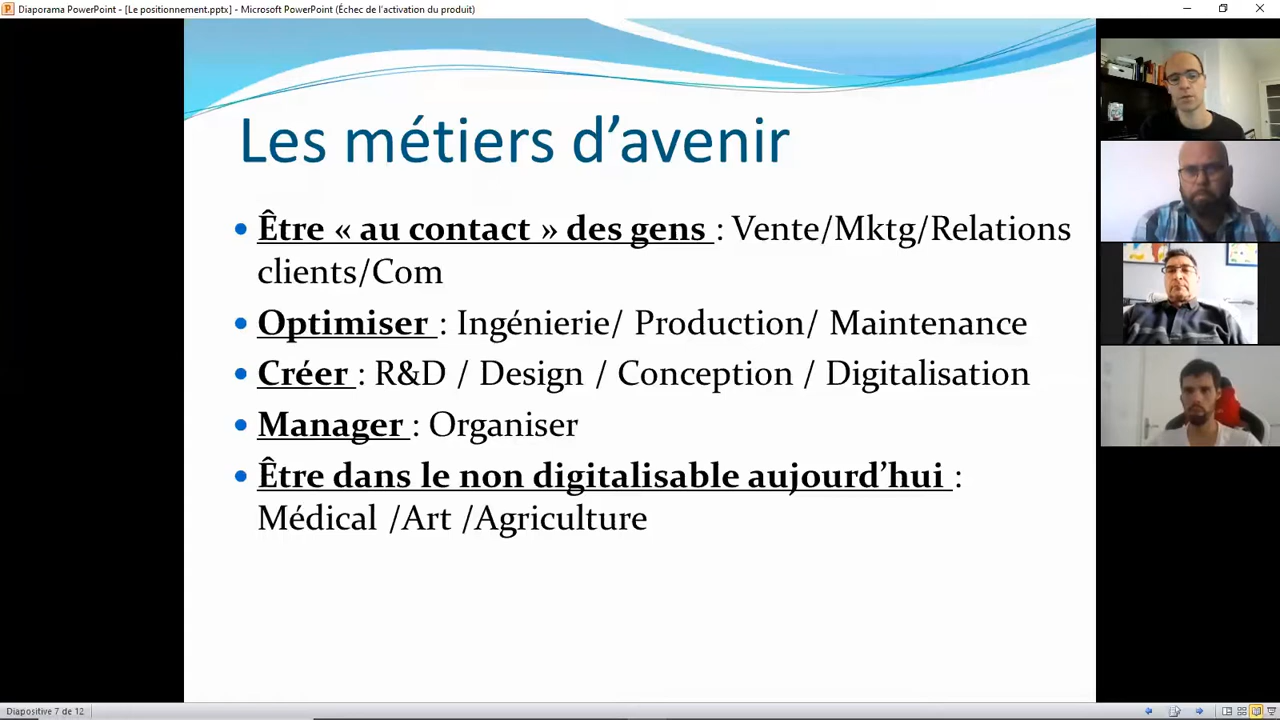 Diaporama PowerPoint - [Le positionnement.pptx] - Microsoft PowerPoint (Échec de l'activation du produit)
Les métiers d’avenir
Être « au contact » des gens : Vente/Mktg/Relations
clients/Com
Optimiser : Ingénierie/ Production/ Maintenance
Créer : R&D / Design / Conception / Digitalisation
Manager : Organiser
Être dans le non digitalisable aujourd’hui :
Médical /Art /Agriculture
Diapositive 7 de 12